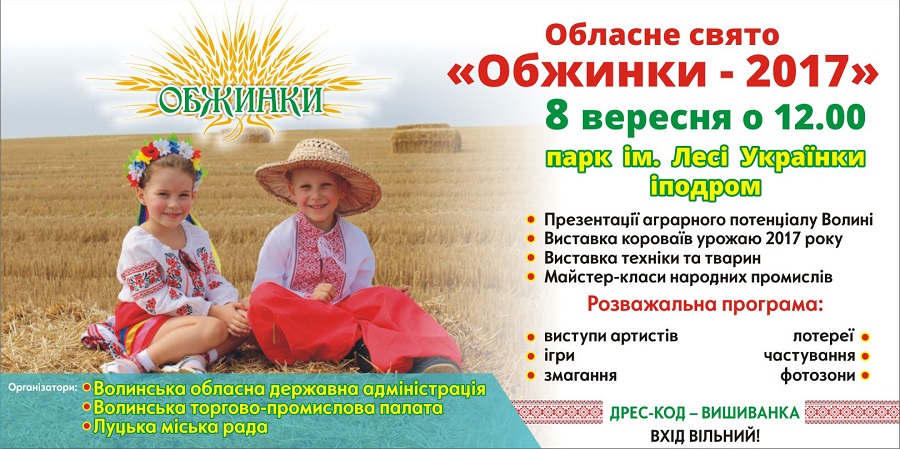 ОБЖИНКИ
Обласне свято
«Обжинки - 2017»
8 вересня о 12.00
парк ім. Лесі Українки
іподром
Презентації аграрного потенціалу Волині
Виставка короваїв урожаю 2017 року
Виставка техніки та тварин
Майстер-класи народних промислів
Розважальна програма:
виступи артистів
ігри
змагання
лотереї
частування
фотозони
ДРЕС-КОД – ВИШИВАНКА
ВХІД ВІЛЬНИЙ!
Організатори:
Волинська обласна державна адміністрація
Волинська торгово-промислова палата
Луцька міська рада